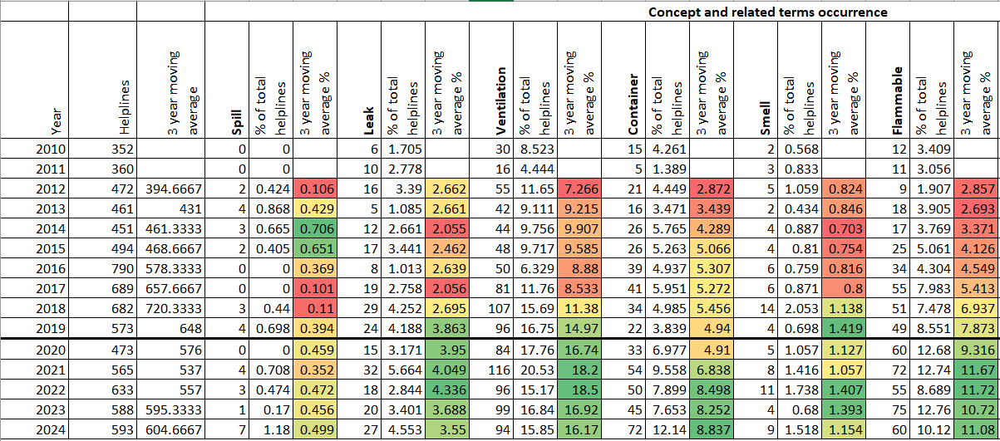 Concept and related terms occurrence
Year Helplines 3 year moving average Spill % of total helplines 3 year moving average % Leak % of total helplines 3 year moving average % Ventilation % of total helplines 3 year moving average % Container % of total helplines 3 year moving average % Smell % of total helplines 3 year moving average % Flammable % of total helplines 3 year moving average %
2010 352 0 0 6 1.705 30 8.523 15 4.261 2 0.568 12 3.409
2011 360 0 0 10 2.778 16 4.444 5 1.389 3 0.833 11 3.056
2012 472 394.6667 2 0.424 0.106 16 3.39 2.662 55 11.65 7.266 21 4.449 2.872 5 1.059 0.824 9 1.907 2.857
2013 461 431 4 0.868 0.429 5 1.085 2.661 42 9.111 9.215 16 3.471 3.439 2 0.434 0.846 18 3.905 2.693
2014 451 461.3333 3 0.665 0.706 12 2.661 2.055 44 9.756 9.907 26 5.765 4.289 4 0.887 0.703 17 3.769 3.371
2015 494 468.6667 2 0.405 0.651 17 3.441 2.462 48 9.717 9.585 26 5.263 5.066 4 0.81 0.754 25 5.061 4.126
2016 790 578.3333 0 0 0.369 8 1.013 2.639 50 6.329 8.88 39 4.937 5.307 6 0.759 0.816 34 4.304 4.549
2017 689 657.6667 0 0 0.101 19 2.758 2.056 81 11.76 8.533 41 5.951 5.272 6 0.871 0.8 55 7.983 5.413
2018 682 720.3333 3 0.44 0.11 29 4.252 2.695 107 15.69 11.38 34 4.985 5.456 14 2.053 1.138 51 7.478 6.937
2019 573 648 4 0.698 0.394 24 4.188 3.863 96 16.75 14.97 22 3.839 4.94 4 0.698 1.419 49 8.551 7.873
2020 473 576 0 0 0.459 15 3.171 3.95 84 17.76 16.74 33 6.977 4.91 5 1.057 1.127 60 12.68 9.316
2021 565 537 4 0.708 0.352 32 5.664 4.049 116 20.53 18.2 54 9.558 6.838 8 1.416 1.057 72 12.74 11.67
2022 633 557 3 0.474 0.472 18 2.844 4.336 96 15.17 18.5 50 7.899 8.498 11 1.738 1.407 55 8.689 11.72
2023 588 595.3333 1 0.17 0.456 20 3.401 3.688 99 16.84 16.92 45 7.653 8.252 4 0.68 1.393 75 12.76 10.72
2024 593 604.6667 7 1.18 0.499 27 4.553 3.55 94 15.85 16.17 72 12.14 8.837 9 1.518 1.154 60 10.12 11.08